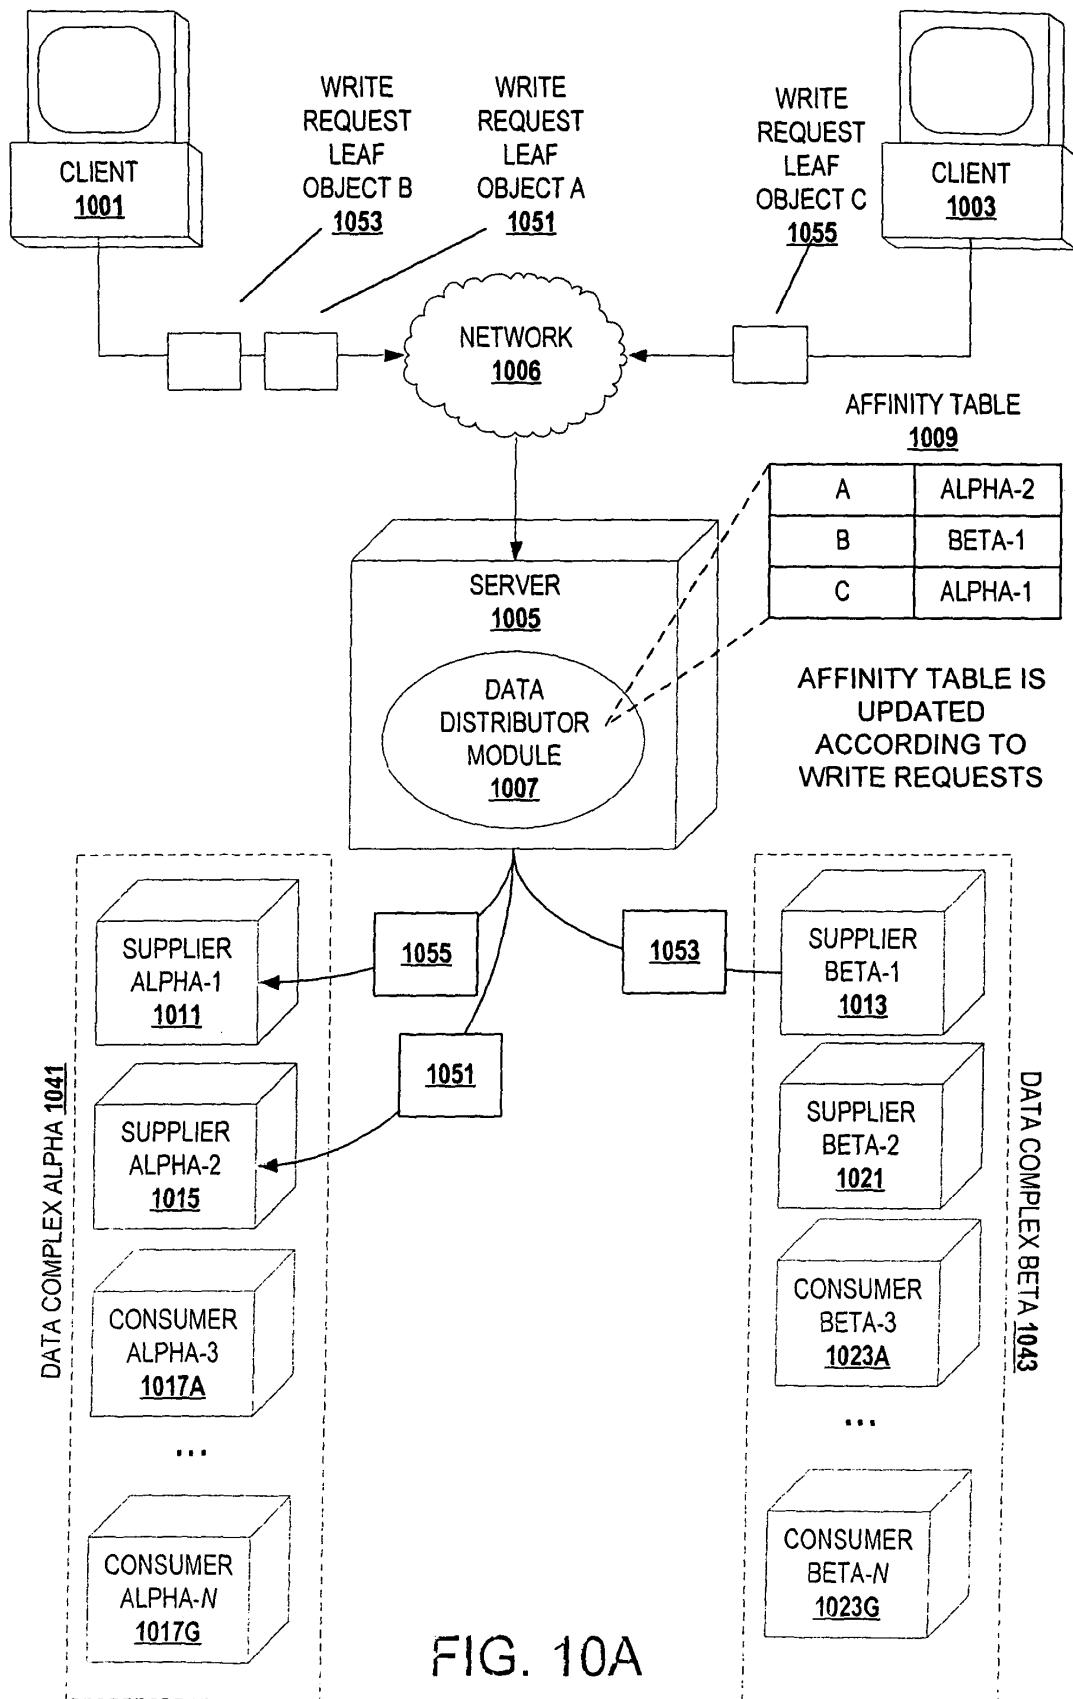 CLIENT
1001
WRITE
REQUEST
LEAF
OBJECT B
1053
WRITE
REQUEST
LEAF
OBJECT A
1051
WRITE
REQUEST
LEAF
OBJECT C
1055
CLIENT
1003
NETWORK
1006
AFFINITY TABLE
1009
A ALPHA-2
B BETA-1
C ALPHA-1
SERVER
1005
DATA
DISTRIBUTOR
MODULE
1007
AFFINITY TABLE IS
UPDATED
ACCORDING TO
WRITE REQUESTS
DATA COMPLEX ALPHA 1041
SUPPLIER
ALPHA-1
1011
1055
1053
1051
SUPPLIER
BETA-1
1013
SUPPLIER
ALPHA-2
1015
SUPPLIER
BETA-2
1021
DATA COMPLEX BETA 1043
CONSUMER
ALPHA-3
1017A
...
CONSUMER
BETA-3
1023A
...
CONSUMER
ALPHA-N
1017G
CONSUMER
BETA-N
1023G
FIG. 10A